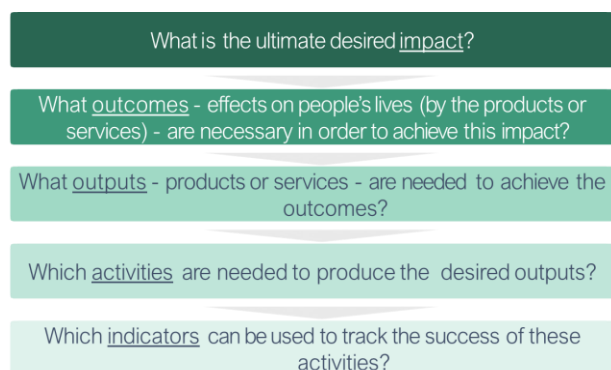 What is the ultimate desired impact?
What outcomes - effects on people's lives (by the products or
services) - are necessary in order to achieve this impact?
What outputs - products or services - are needed to achieve the
outcomes?
Which activities are needed to produce the desired outputs?
Which indicators can be used to track the success of these
activities?